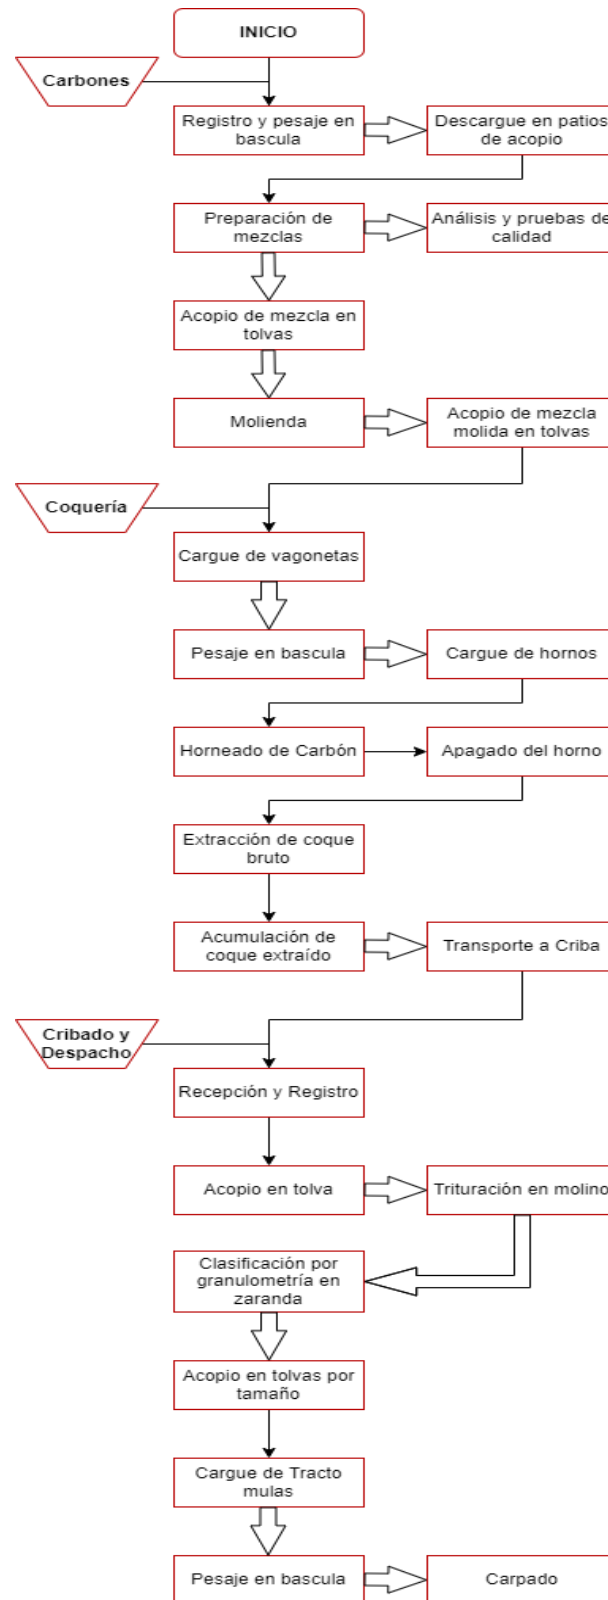 INICIO
Carbones
Registro y pesaje en
bascula
Descargue en patios
de acopio
Preparación de
mezclas
Análisis y pruebas de
calidad
Acopio de mezcla en
tolvas
Molienda
Acopio de mezcla
molida en tolvas
Coquería
Cargue de vagonetas
Pesaje en bascula
Cargue de hornos
Horneado de Carbón
Apagado del horno
Extracción de coque
bruto
Acumulación de
coque extraído
Transporte a Criba
Cribado y
Despacho
Recepción y Registro
Acopio en tolva
Trituración en molino
Clasificación por
granulometría en
zaranda
Acopio en tolvas por
tamaño
Cargue de Tracto
mulas
Pesaje en bascula
Carpado